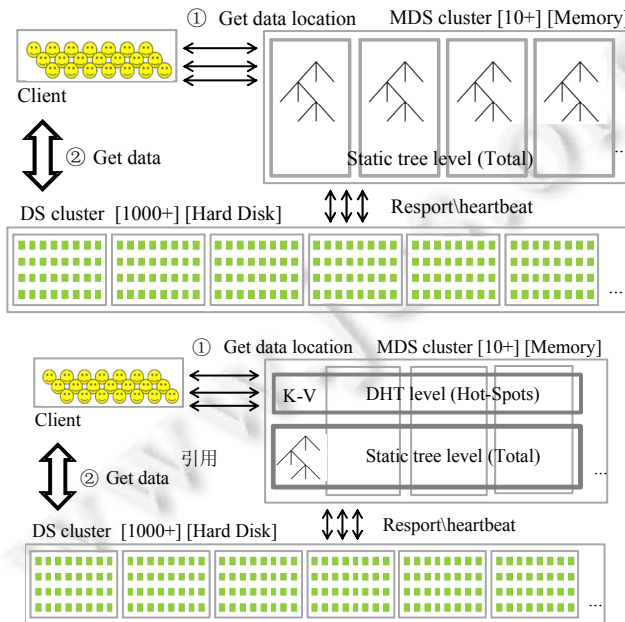 ① Get data location MDS cluster [10+] [Memory]
Client
② Get data
Static tree level (Total)
...
DS cluster [1000+] [Hard Disk]
Resport\heartbeat
...
① Get data location MDS cluster [10+] [Memory]
K-V DHT level (Hot-Spots)
Client
② Get data
引用
Static tree level (Total)
...
DS cluster [1000+] [Hard Disk]
Resport\heartbeat
...